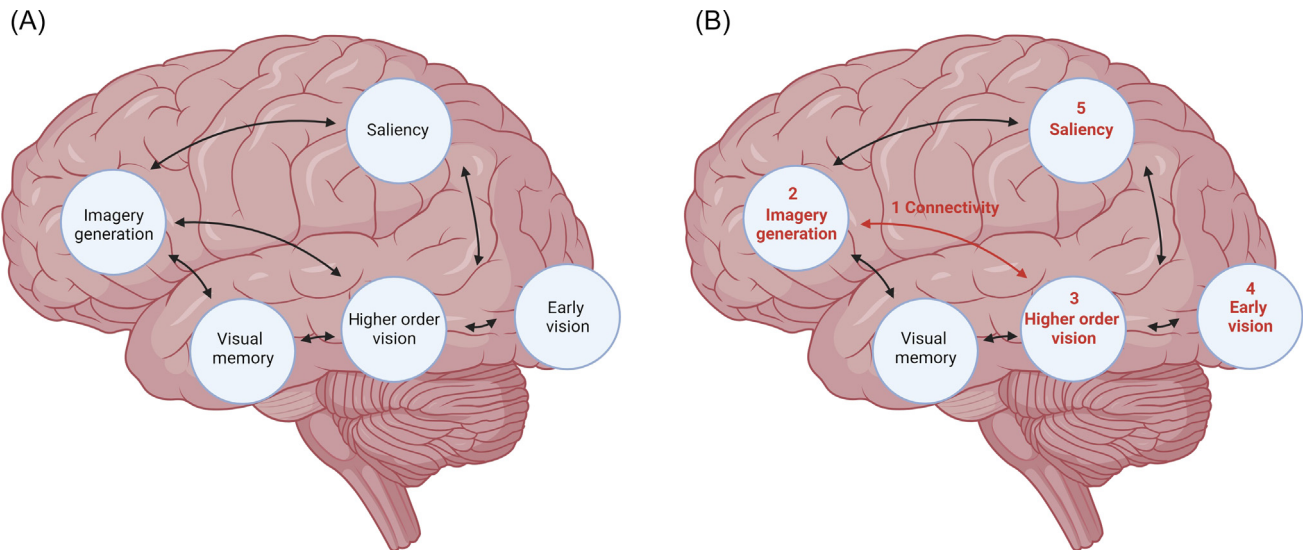 (A)
Saliency
Imagery
generation
Visual
memory
Higher order
vision
Early
vision
(B)
5
Saliency
2
Imagery
generation
1 Connectivity
Visual
memory
3
Higher order
vision
4
Early
vision